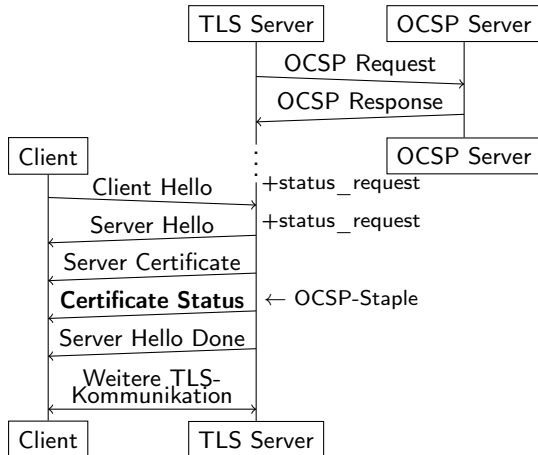 TLS Server
OCSP Server
OCSP Request
OCSP Response
Client
OCSP Server
Client Hello
+status_request
Server Hello
+status_request
Server Certificate
Certificate Status
← OCSP-Staple
Server Hello Done
Weitere TLS-
Kommunikation
Client
TLS Server